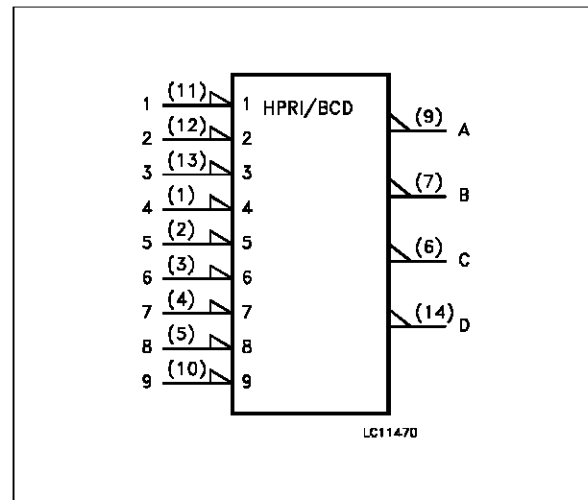 HPRI/BCD
1 (11) 1
2 (12) 2
3 (13) 3
4 (1) 4
5 (2) 5
6 (3) 6
7 (4) 7
8 (5) 8
9 (10) 9
(9) A
(7) B
(6) C
(14) D
LC11470